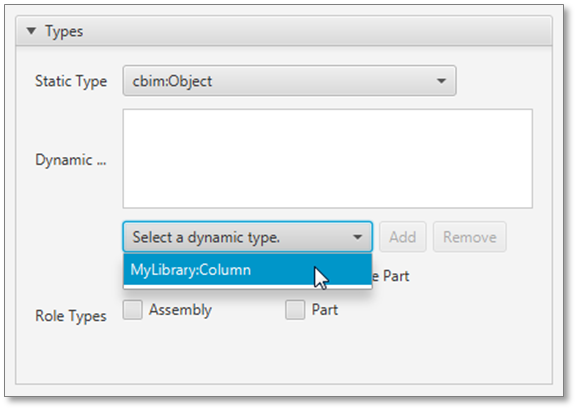 Types
Static Type cbim:Object
Dynamic ...
Select a dynamic type. Add Remove
MyLibrary:Column
Part
Role Types Assembly Part